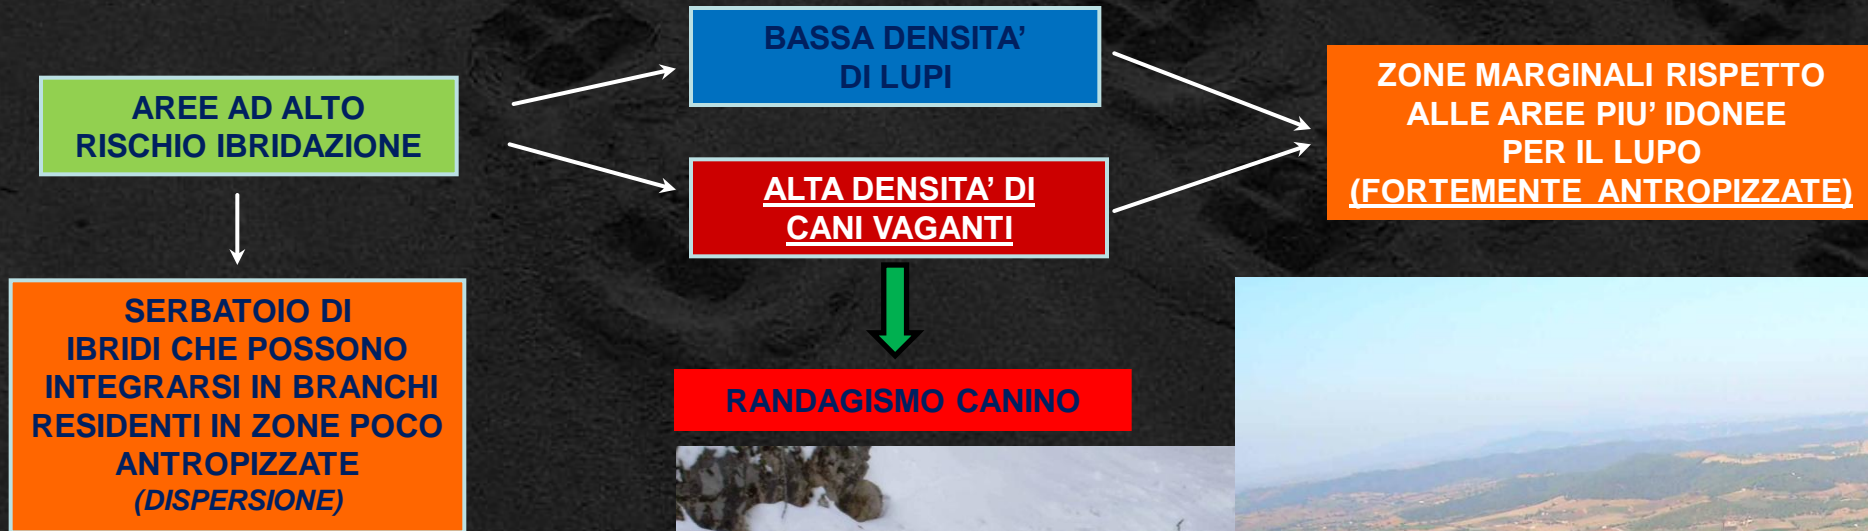 AREE AD ALTO
RISCHIO IBRIDAZIONE
BASSA DENSITA’
DI LUPI
ALTA DENSITA’ DI
CANI VAGANTI
ZONE MARGINALI RISPETTO
ALLE AREE PIU’ IDONEE
PER IL LUPO
(FORTEMENTE ANTROPIZZATE)
SERBATOIO DI
IBRIDI CHE POSSONO
INTEGRARSI IN BRANCHI
RESIDENTI IN ZONE POCO
ANTROPIZZATE
(DISPERSIONE)
RANDAGISMO CANINO